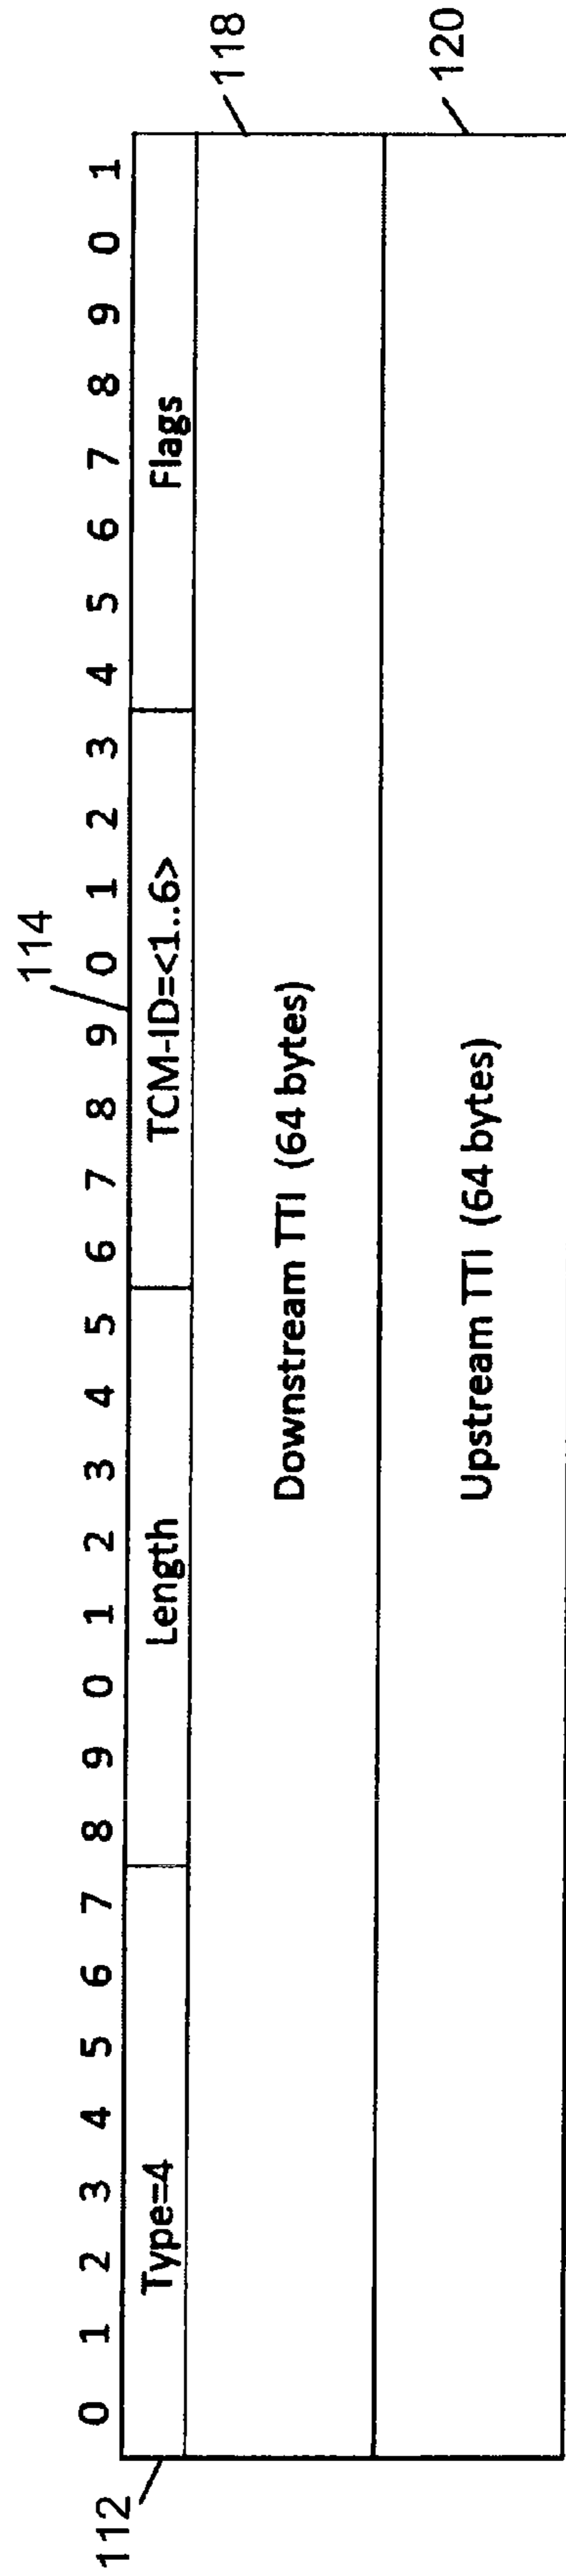 114
0 1 2 3 4 5 6 7 8 9 0 1 2 3 4 5 6 7 8 9 0 1 2 3 4 5 6 7 8 9 0 1
112
Type=4 Length TCM-ID=<1..6> Flags
Downstream TTI (64 bytes)
118
Upstream TTI (64 bytes)
120